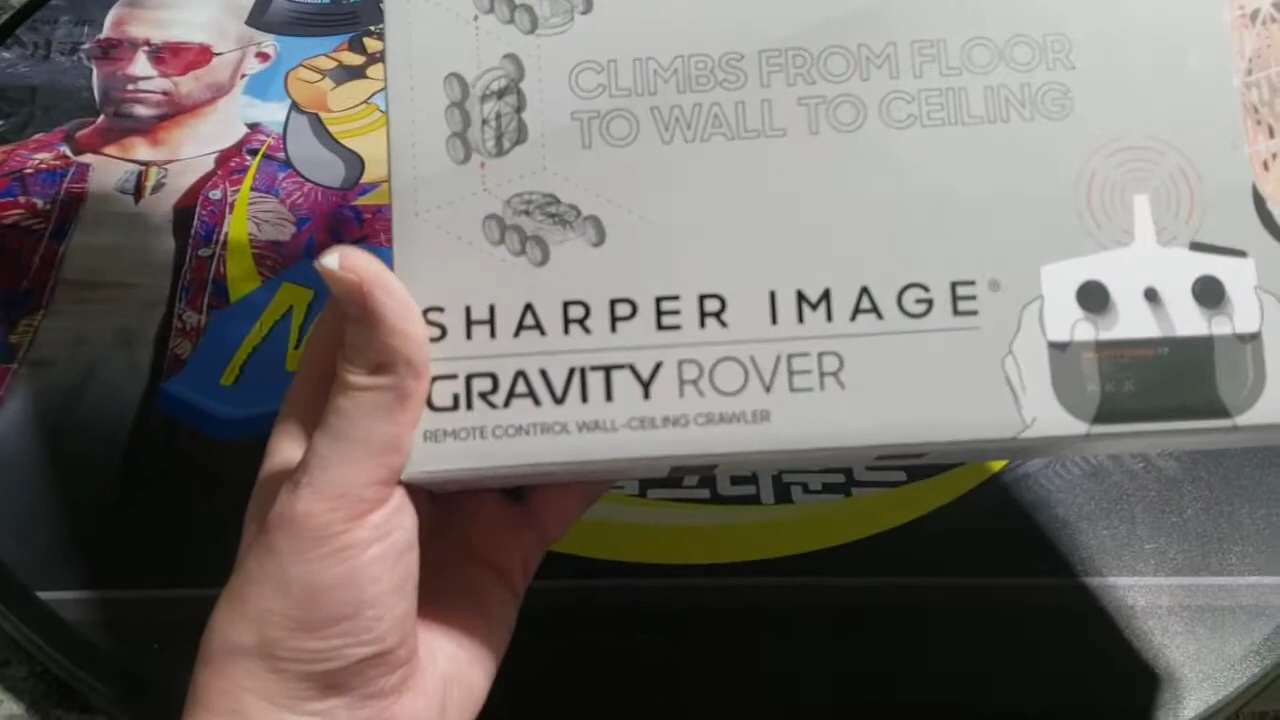 CLIMBS FROM FLOOR
TO WALL TO CEILING
SHARPER IMAGE®
GRAVITY ROVER
REMOTE CONTROL WALL-CEILING CRAWLER